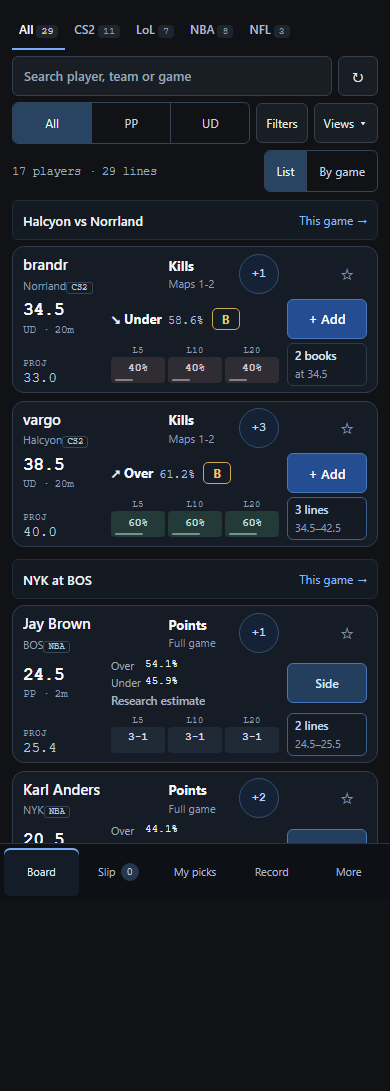 All 29 CS2 11 LoL 7 NBA 8 NFL 3
Search player, team or game ↻
All PP UD Filters Views ▾
17 players · 29 lines List By game
Halcyon vs Norrland This game →
brandr Kills +1 ☆
Norrland CS2 Maps 1-2
34.5 ↘ Under 58.6% B + Add
UD · 20m
L5 L10 L20 2 books
PROJ 40% 40% 40% at 34.5
33.0
vargo Kills +3 ☆
Halcyon CS2 Maps 1-2
38.5 ↗ Over 61.2% B + Add
UD · 20m
L5 L10 L20 3 lines
PROJ 60% 60% 60% 34.5–42.5
40.0
NYK at BOS This game →
Jay Brown Points +1 ☆
BOS NBA Full game
24.5 Over 54.1% Side
PP · 2m Under 45.9%
Research estimate
L5 L10 L20 2 lines
PROJ 3-1 3-1 3-1 24.5–25.5
25.4
Karl Anders Points +2 ☆
NYK NBA Full game
20.5 Over 44.1%
Board Slip 0 My picks Record More